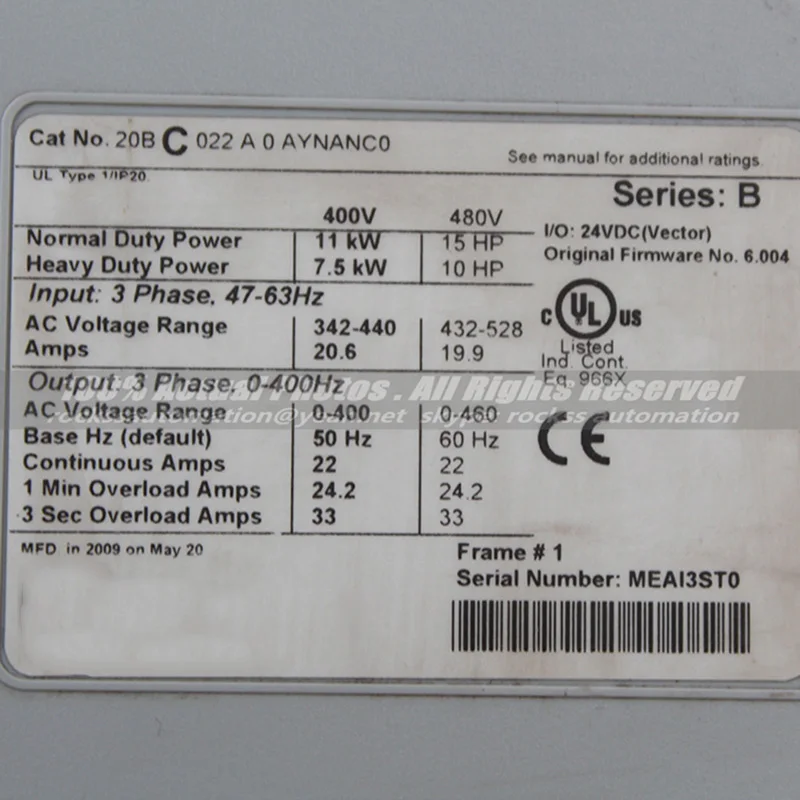 Cat No. 20B C 022 A 0 AYNANC0
See manual for additional ratings.
UL Type 1/IP20.
Series: B
400V 480V
I/O: 24VDC(Vector)
Normal Duty Power 11 kW 15 HP
Original Firmware No. 6.004
Heavy Duty Power 7.5 kW 10 HP
Input: 3 Phase, 47-63Hz
AC Voltage Range 342-440 432-528
C UL US
Amps 20.6 19.9
Listed
Ind. Cont.
Eq. 966X
Output: 3 Phase, 0-400Hz
100% Actual Photos . All Rights Reserved
AC Voltage Range 0-400 0-460
Base Hz (default) 50 Hz 60 Hz
CE
Continuous Amps 22 22
1 Min Overload Amps 24.2 24.2
3 Sec Overload Amps 33 33
MFD in 2009 on May 20
Frame # 1
Serial Number: MEAI3ST0